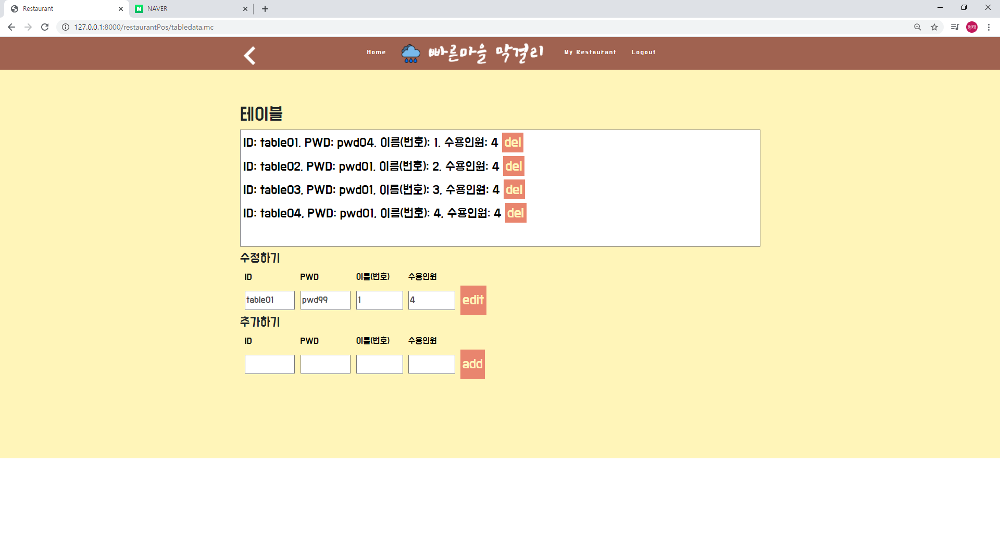 Restaurant
NAVER
127.0.0.1:8000/restaurantPos/tabledata.mc
형태
Home
빠른마을 막걸리
My Restaurant
Logout
테이블
ID: table01, PWD: pwd04, 이름(번호): 1, 수용인원: 4 del
ID: table02, PWD: pwd01, 이름(번호): 2, 수용인원: 4 del
ID: table03, PWD: pwd01, 이름(번호): 3, 수용인원: 4 del
ID: table04, PWD: pwd01, 이름(번호): 4, 수용인원: 4 del
수정하기
ID PWD 이름(번호) 수용인원
table01 pwd99 1 4 edit
추가하기
ID PWD 이름(번호) 수용인원
add